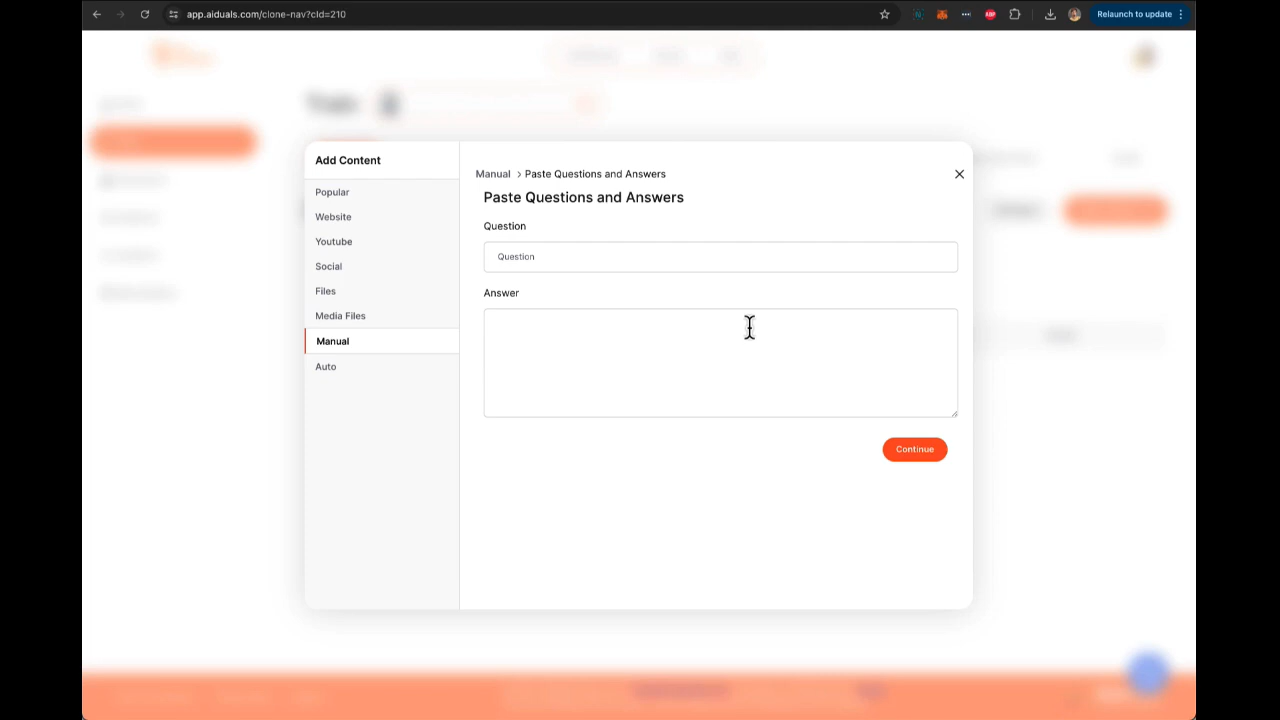 app.aiduals.com/clone-nav?cId=210
Relaunch to update
Add Content
Popular
Website
Youtube
Social
Files
Media Files
Manual
Auto
Manual > Paste Questions and Answers
Paste Questions and Answers
Question
Question
Answer
Continue